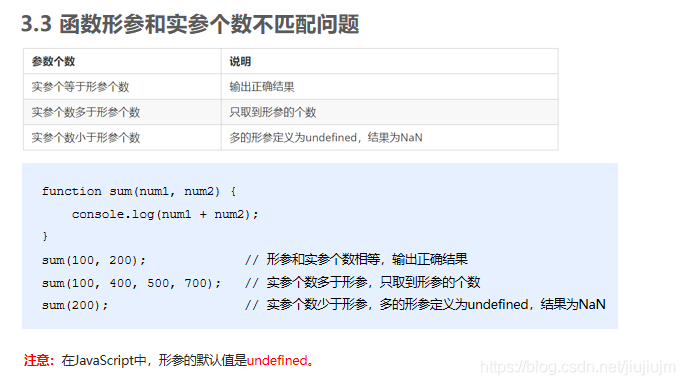 3.3 函数形参和实参个数不匹配问题
参数个数 说明
实参个等于形参个数 输出正确结果
实参个数多于形参个数 只取到形参的个数
实参个数小于形参个数 多的形参定义为undefined，结果为NaN
function sum(num1, num2) {
console.log(num1 + num2);
}
sum(100, 200); // 形参和实参个数相等，输出正确结果
sum(100, 400, 500, 700); // 实参个数多于形参，只取到形参的个数
sum(200); // 实参个数少于形参，多的形参定义为undefined，结果为NaN
注意：在JavaScript中，形参的默认值是undefined。
https://blog.csdn.net/jiujiujm